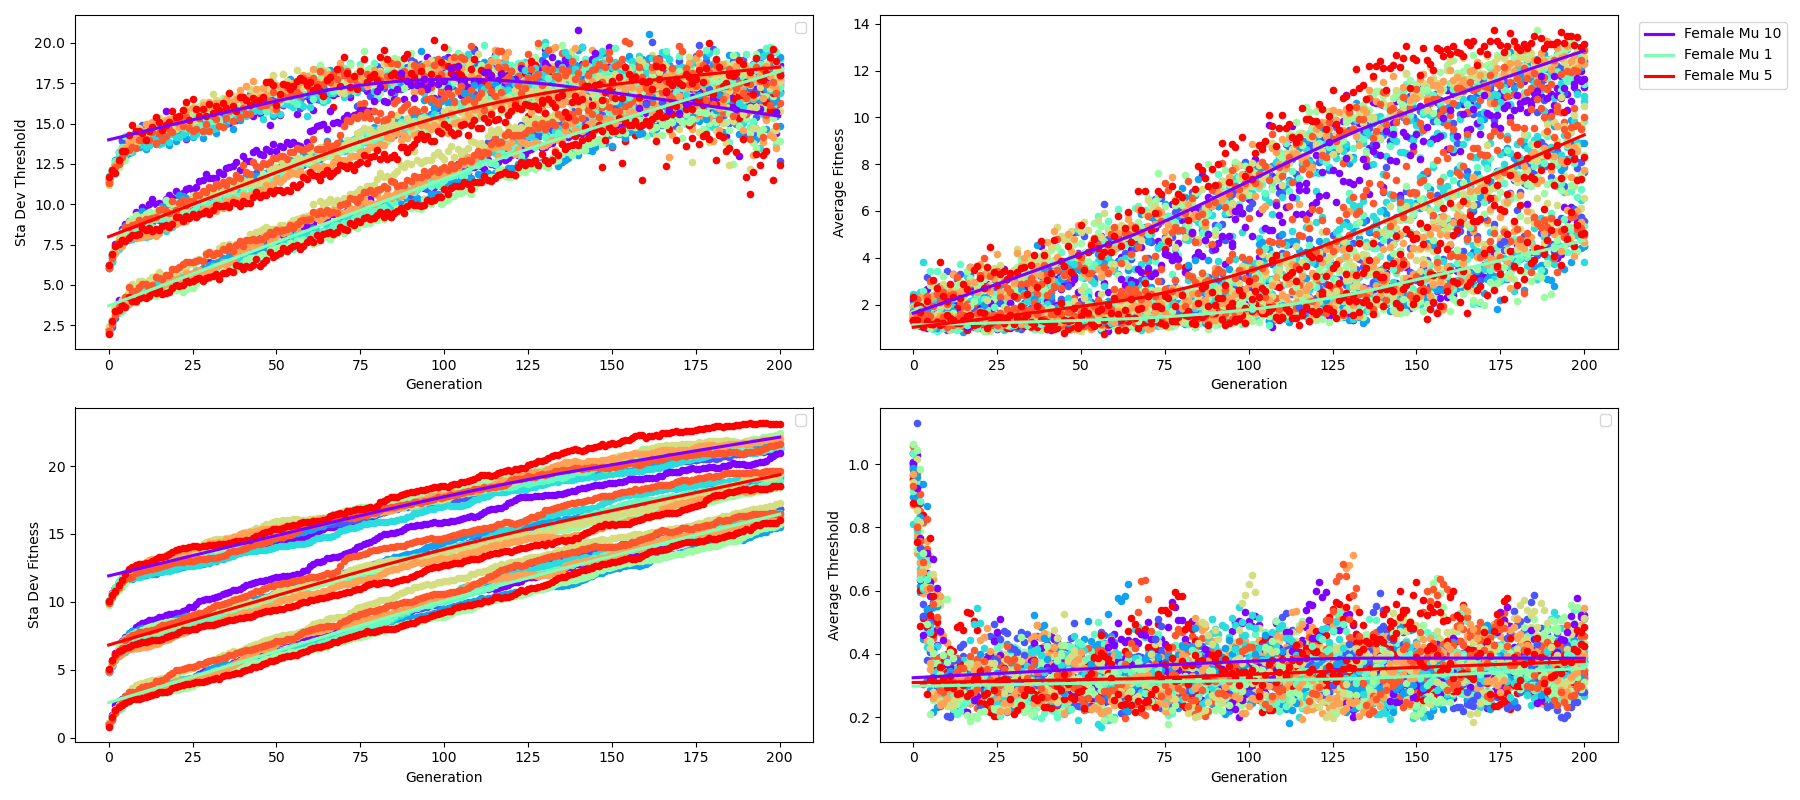 20.0
17.5
15.0
12.5
10.0
7.5
5.0
2.5
Sta Dev Threshold
0 25 50 75 100 125 150 175 200
Generation
14
12
10
8
6
4
2
Average Fitness
0 25 50 75 100 125 150 175 200
Generation
Female Mu 10
Female Mu 1
Female Mu 5
20
15
10
5
0
Sta Dev Fitness
0 25 50 75 100 125 150 175 200
Generation
1.0
0.8
0.6
0.4
0.2
Average Threshold
0 25 50 75 100 125 150 175 200
Generation